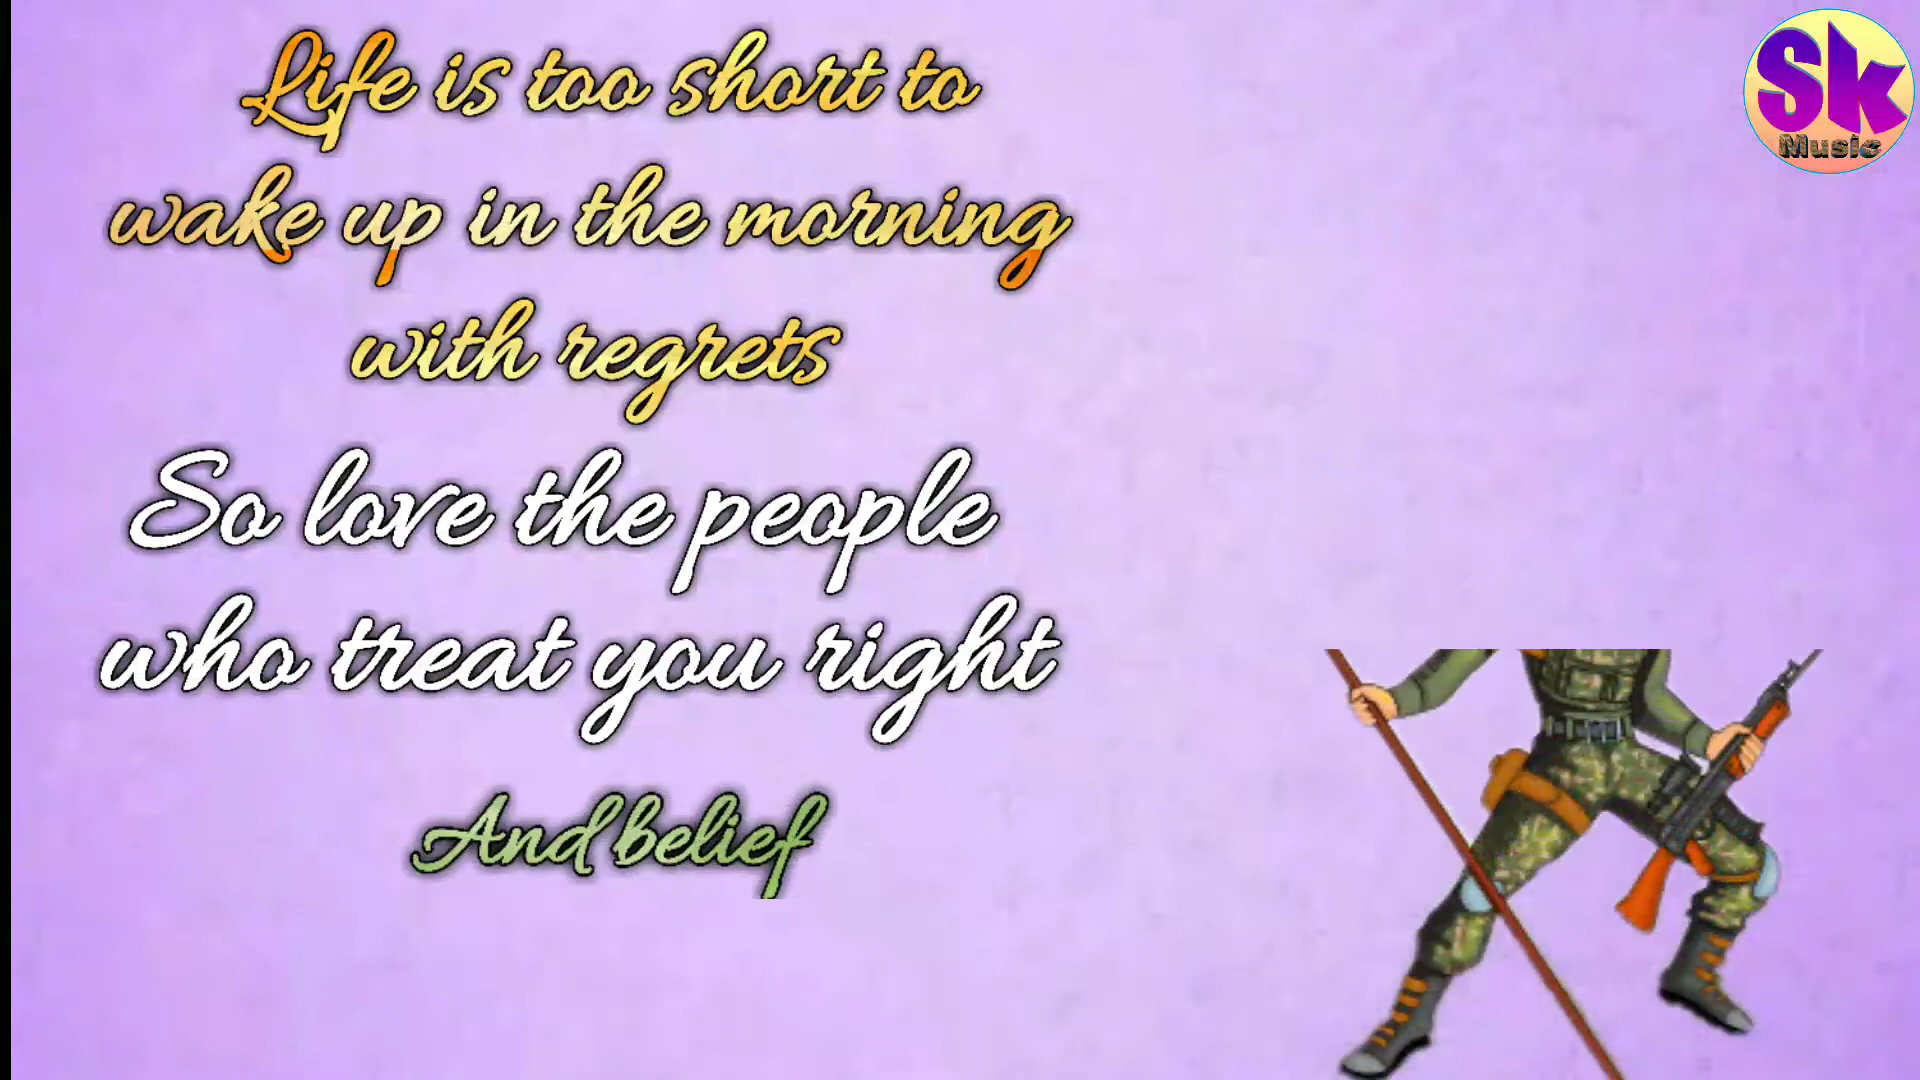 Life is too short to
wake up in the morning
with regrets
So love the people
who treat you right
And belief
Sk
Music